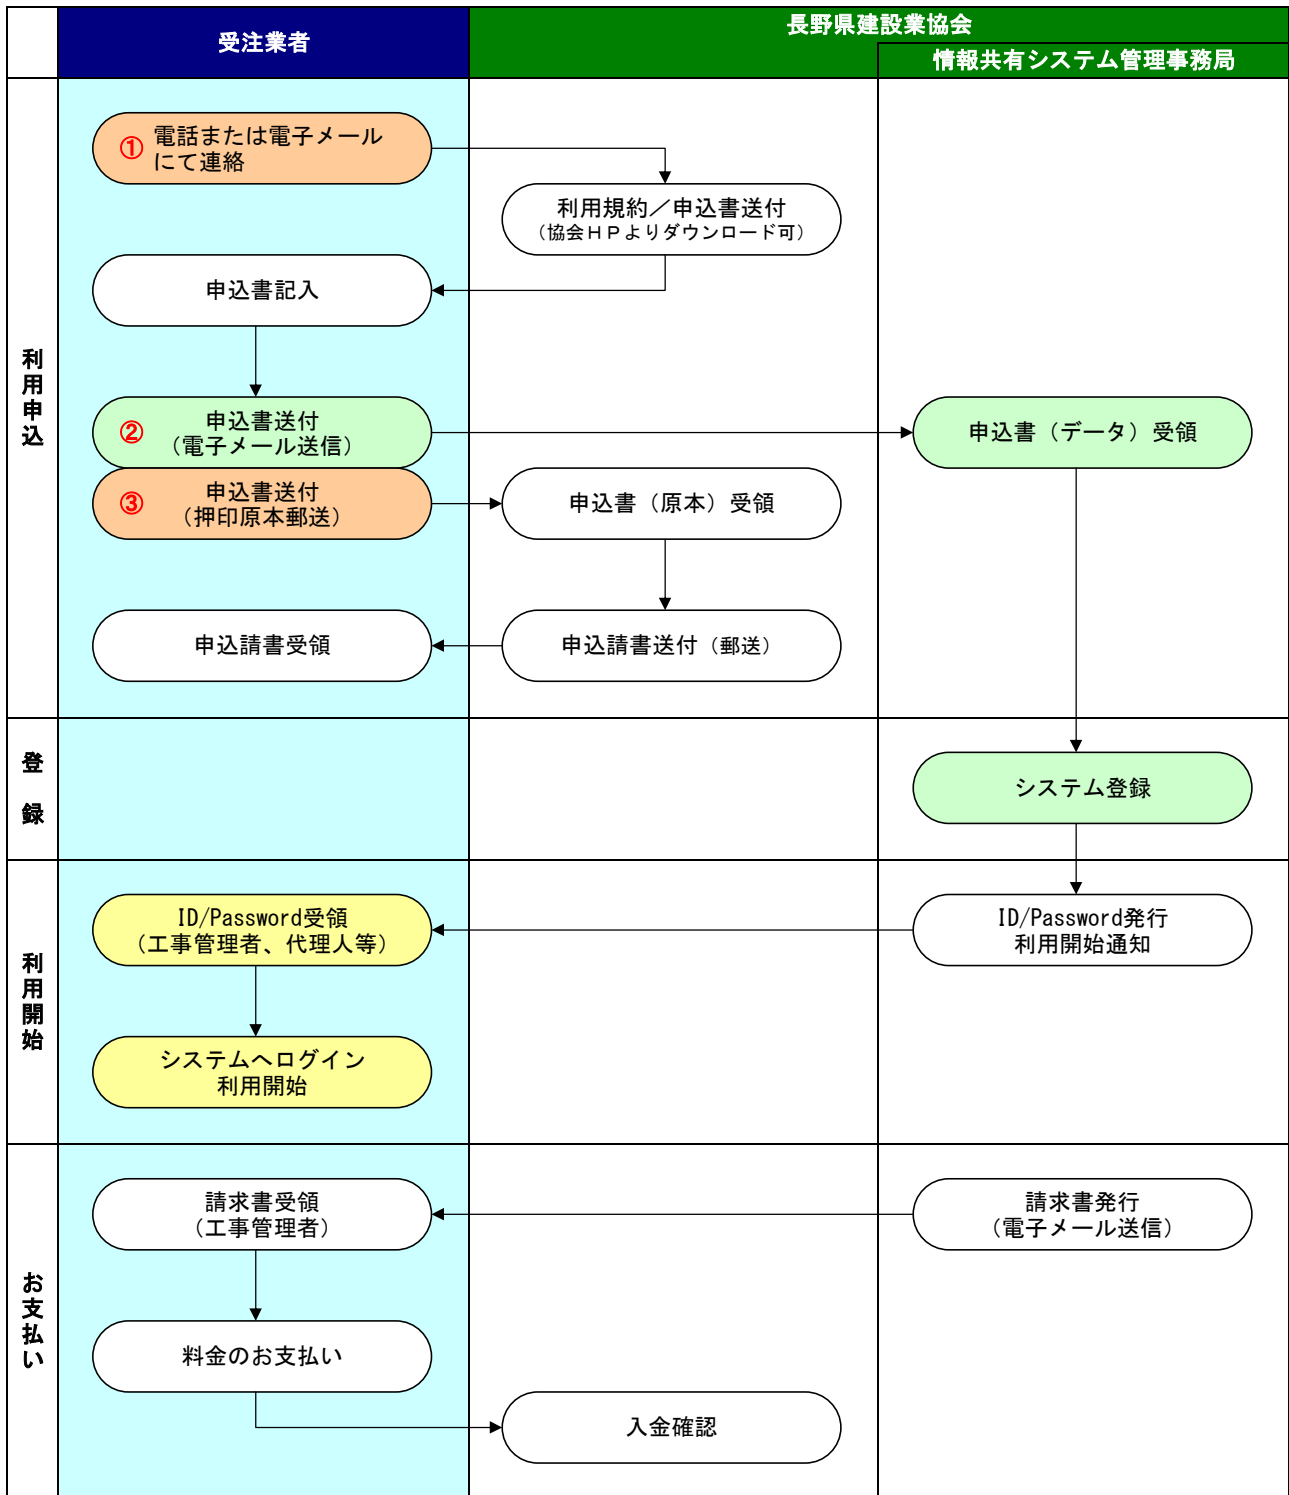 受注業者
長野県建設業協会
情報共有システム管理事務局
利用申込
① 電話または電子メール
にて連絡
利用規約／申込書送付
（協会ＨＰよりダウンロード可）
申込書記入
② 申込書送付
（電子メール送信）
申込書（データ）受領
③ 申込書送付
（押印原本郵送）
申込書（原本）受領
申込請書受領
申込請書送付（郵送）
登録
システム登録
利用開始
ID/Password受領
（工事管理者、代理人等）
ID/Password発行
利用開始通知
システムへログイン
利用開始
お支払い
請求書受領
（工事管理者）
請求書発行
（電子メール送信）
料金のお支払い
入金確認